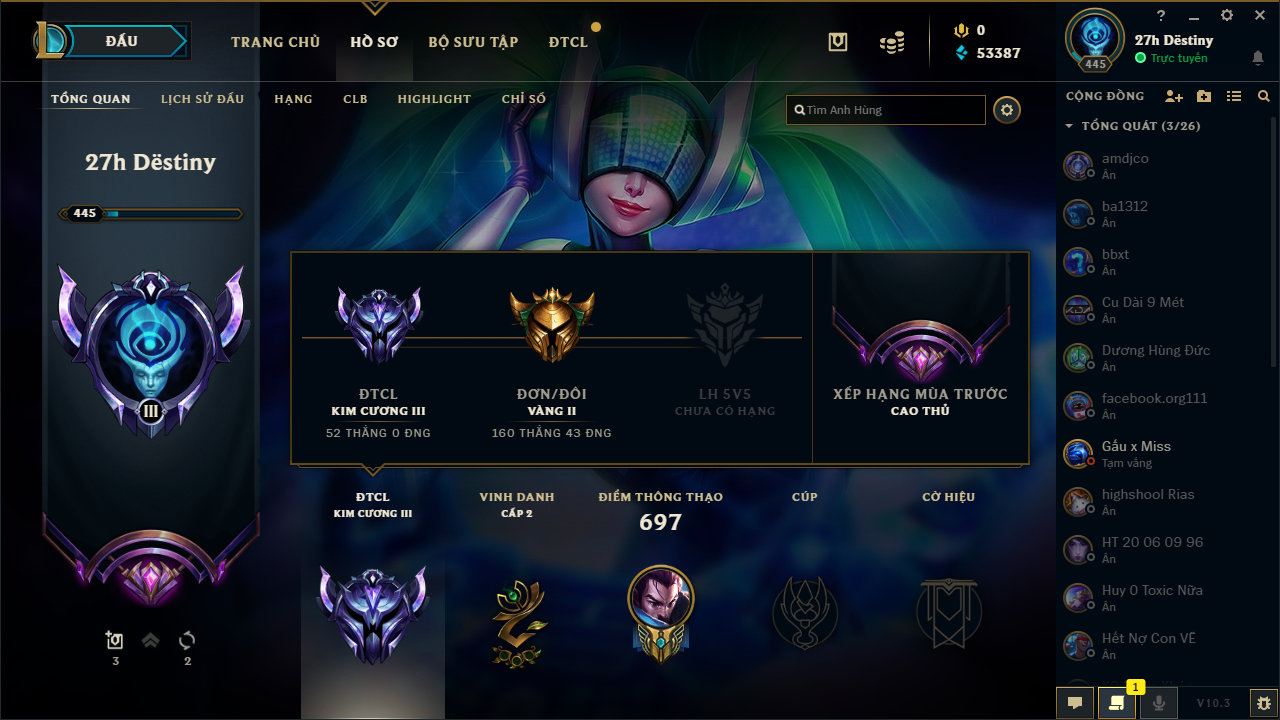 ĐẤU
TRANG CHỦ
HỒ SƠ
BỘ SƯU TẬP
ĐTCL
0
53387
?
27h Dëstiny
Trực tuyến
445
TỔNG QUAN
LỊCH SỬ ĐẤU
HẠNG
CLB
HIGHLIGHT
CHỈ SỐ
Tìm Anh Hùng
27h Dëstiny
445
III
3
2
ĐTCL
KIM CƯƠNG III
52 THẮNG 0 ĐNG
ĐƠN/ĐÔI
VÀNG II
160 THẮNG 43 ĐNG
LH 5V5
CHƯA CÓ HẠNG
XẾP HẠNG MÙA TRƯỚC
CAO THỦ
ĐTCL
KIM CƯƠNG III
VINH DANH
CẤP 2
ĐIỂM THÔNG THẠO
697
CÚP
CỜ HIỆU
CỘNG ĐỒNG
TỔNG QUÁT (3/26)
amdjco
Ẩn
ba1312
Ẩn
bbxt
Ẩn
Cu Dài 9 Mét
Ẩn
Dương Hùng Đức
Ẩn
facebook.org111
Ẩn
Gấu x Miss
Tạm vắng
highshool Rias
Ẩn
HT 20 06 09 96
Ẩn
Huy 0 Toxic Nữa
Ẩn
Hết Nợ Con VỀ
Ẩn
1
V10.3